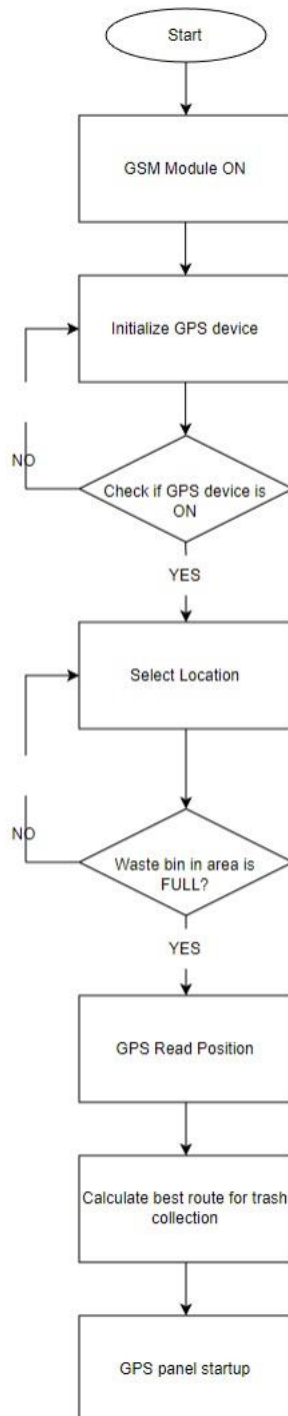 Start
GSM Module ON
Initialize GPS device
NO
Check if GPS device is
ON
YES
Select Location
NO
Waste bin in area is
FULL?
YES
GPS Read Position
Calculate best route for trash
collection
GPS panel startup